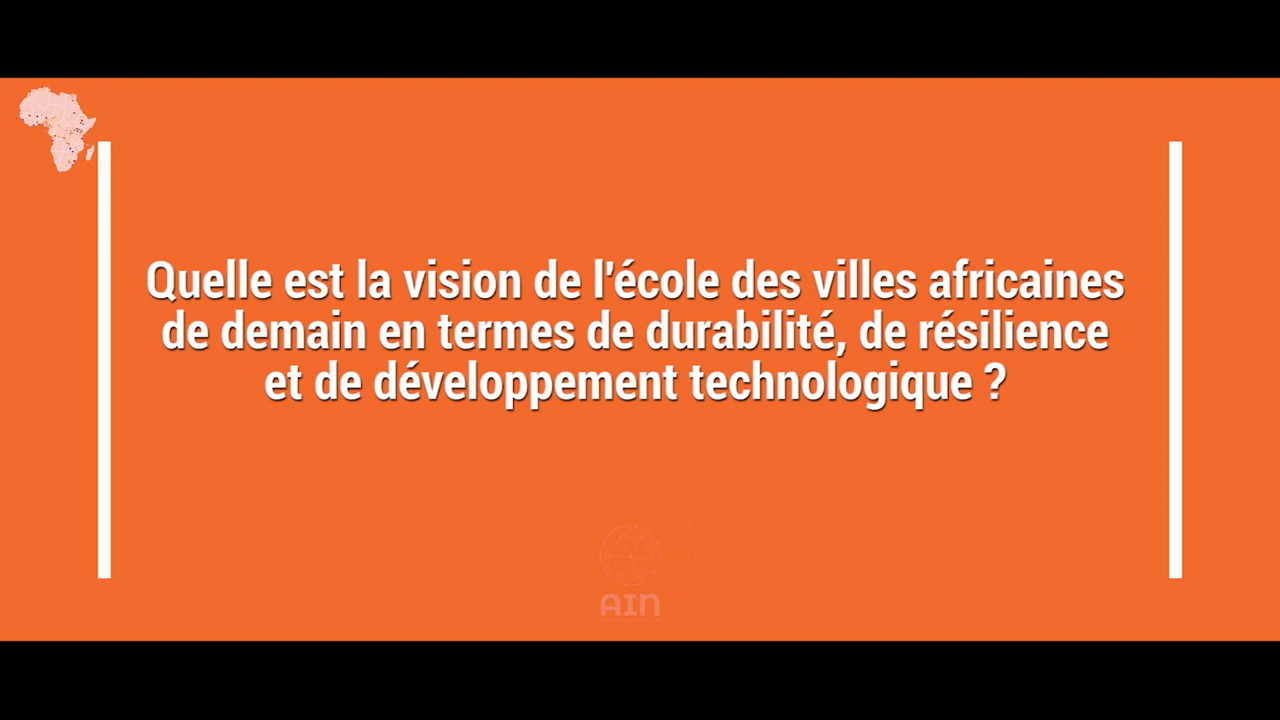 Quelle est la vision de l'école des villes africaines
de demain en termes de durabilité, de résilience
et de développement technologique ?
AIN